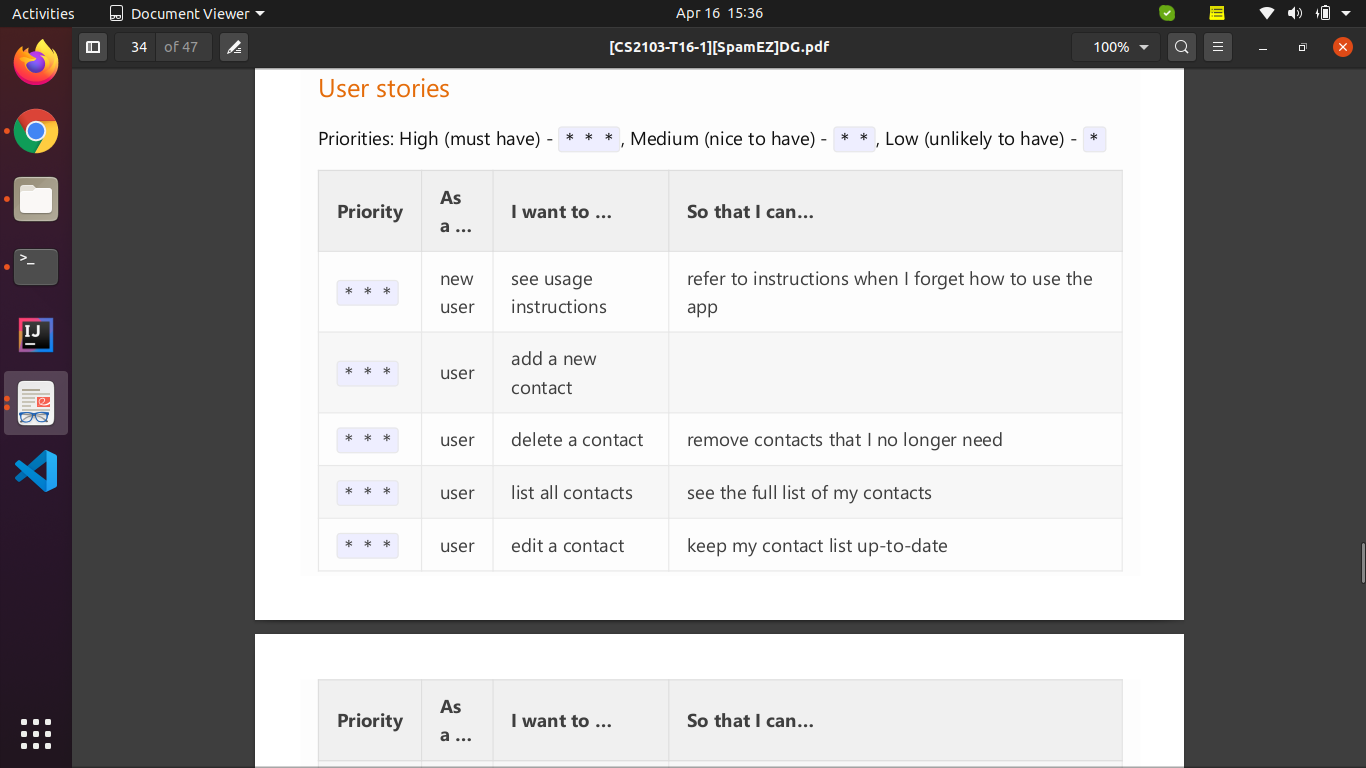 Activities
Document Viewer
Apr 16 15:36
34
of 47
[CS2103-T16-1][SpamEZ]DG.pdf
100%
User stories
Priorities: High (must have) - * * *, Medium (nice to have) - * *, Low (unlikely to have) - *
Priority
As
a ...
I want to ...
So that I can...
* * *
new
user
see usage
instructions
refer to instructions when I forget how to use the
app
* * *
user
add a new
contact
* * *
user
delete a contact
remove contacts that I no longer need
* * *
user
list all contacts
see the full list of my contacts
* * *
user
edit a contact
keep my contact list up-to-date
Priority
As
a ...
I want to ...
So that I can...
>_
IJ